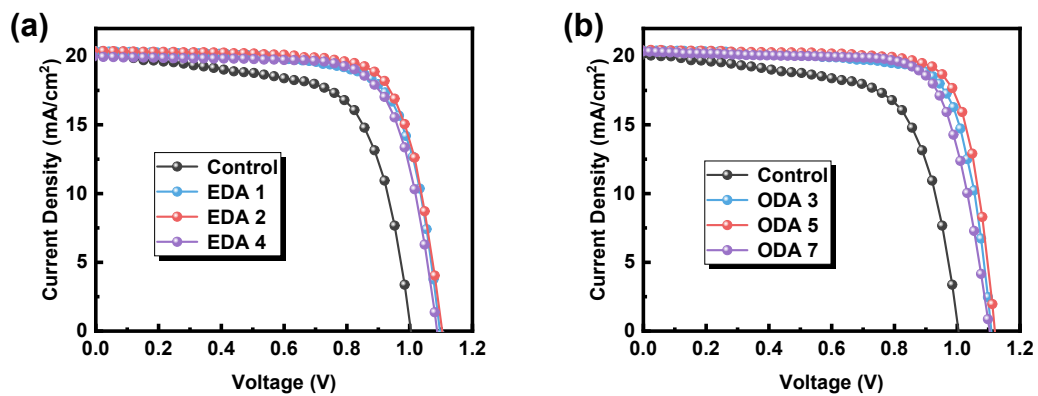 (a)
Current Density (mA/cm²)
20
15
10
5
0
Control
EDA 1
EDA 2
EDA 4
0.0 0.2 0.4 0.6 0.8 1.0 1.2
Voltage (V)
(b)
Current Density (mA/cm²)
20
15
10
5
0
Control
ODA 3
ODA 5
ODA 7
0.0 0.2 0.4 0.6 0.8 1.0 1.2
Voltage (V)